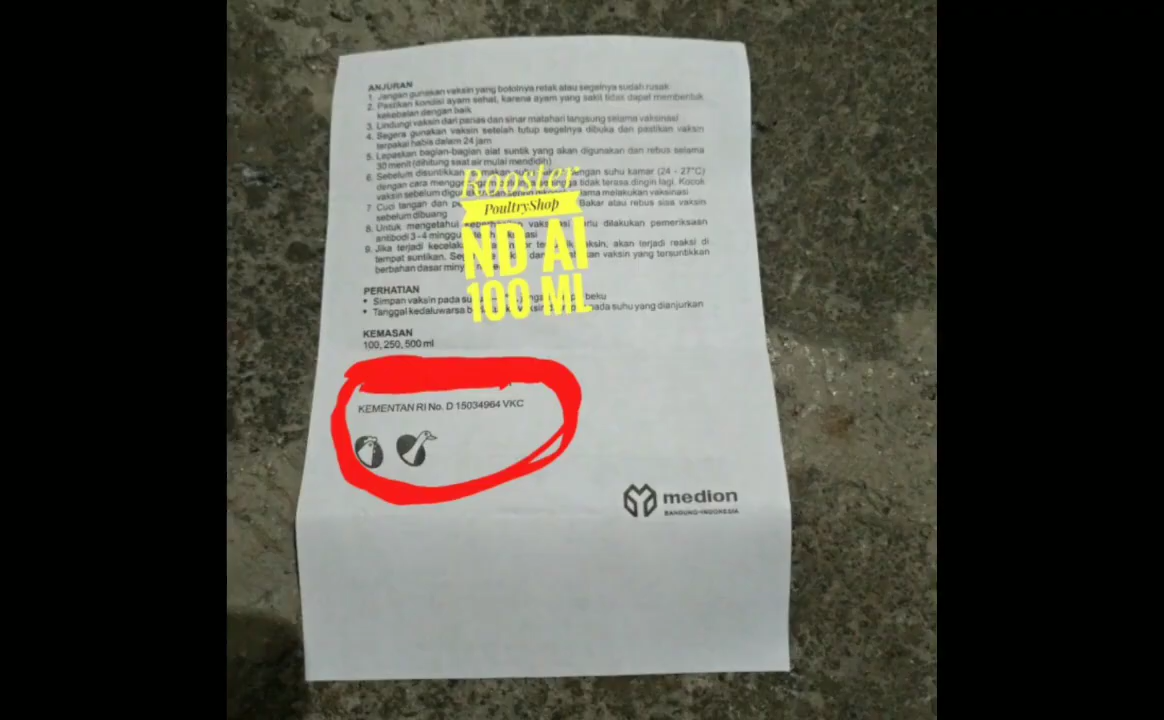 ANJURAN
1. Jangan gunakan vaksin yang botolnya retak atau segelnya sudah rusak
2. Pastikan kondisi ayam sehat, karena ayam yang sakit tidak dapat membentuk
kekebalan dengan baik
3. Lindungi vaksin dari panas dan sinar matahari langsung selama vaksinasi
4. Segera gunakan vaksin setelah tutup segelnya dibuka dan pastikan vaksin
terpakai habis dalam 24 jam
5. Lepaskan bagian-bagian alat suntik yang akan digunakan dan rebus selama
30 menit (dihitung saat air mulai mendidih)
6. Sebelum disuntikkan dengan suhu kamar (24 - 27°C)
dengan cara tidak terasa dingin lagi. Kocok
vaksin sebelum melakukan vaksinasi
7. Cuci tangan dan Bakar atau rebus sisa vaksin
sebelum dibuang
8. Untuk mengetahui dilakukan pemeriksaan
antibodi 3-4 minggu
9. Jika terjadi vaksin, akan terjadi reaksi di
tempat suntikan. vaksin yang tersuntikkan
berbahan dasar
Rooster
PoultryShop
ND AI
100 ML
PERHATIAN
• Simpan vaksin pada beku
• Tanggal kedaluwarsa pada suhu yang dianjurkan
KEMASAN
100, 250, 500 ml
KEMENTAN RI No. D 15034964 VKC
medion
BANDUNG-INDONESIA